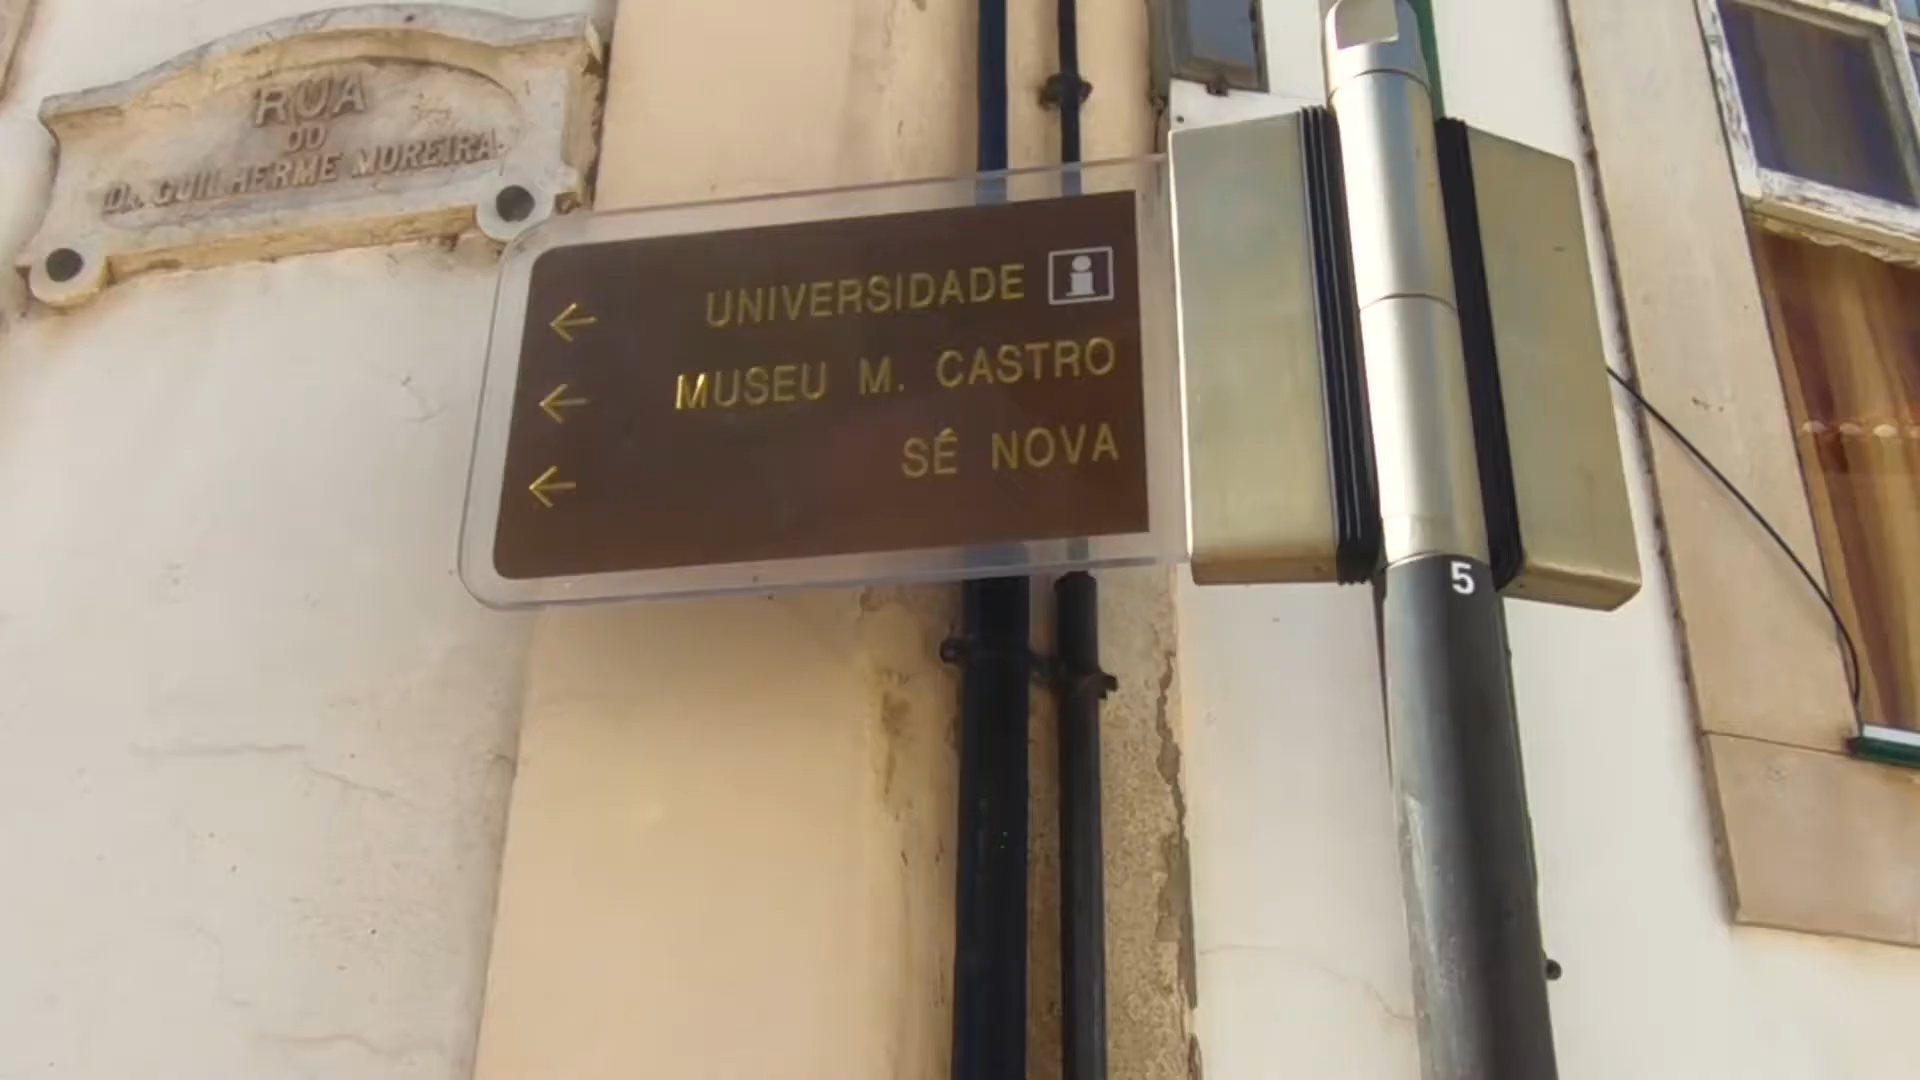 RUA
DO
DR. GUILHERME MOREIRA
UNIVERSIDADE
MUSEU M. CASTRO
SÉ NOVA
5